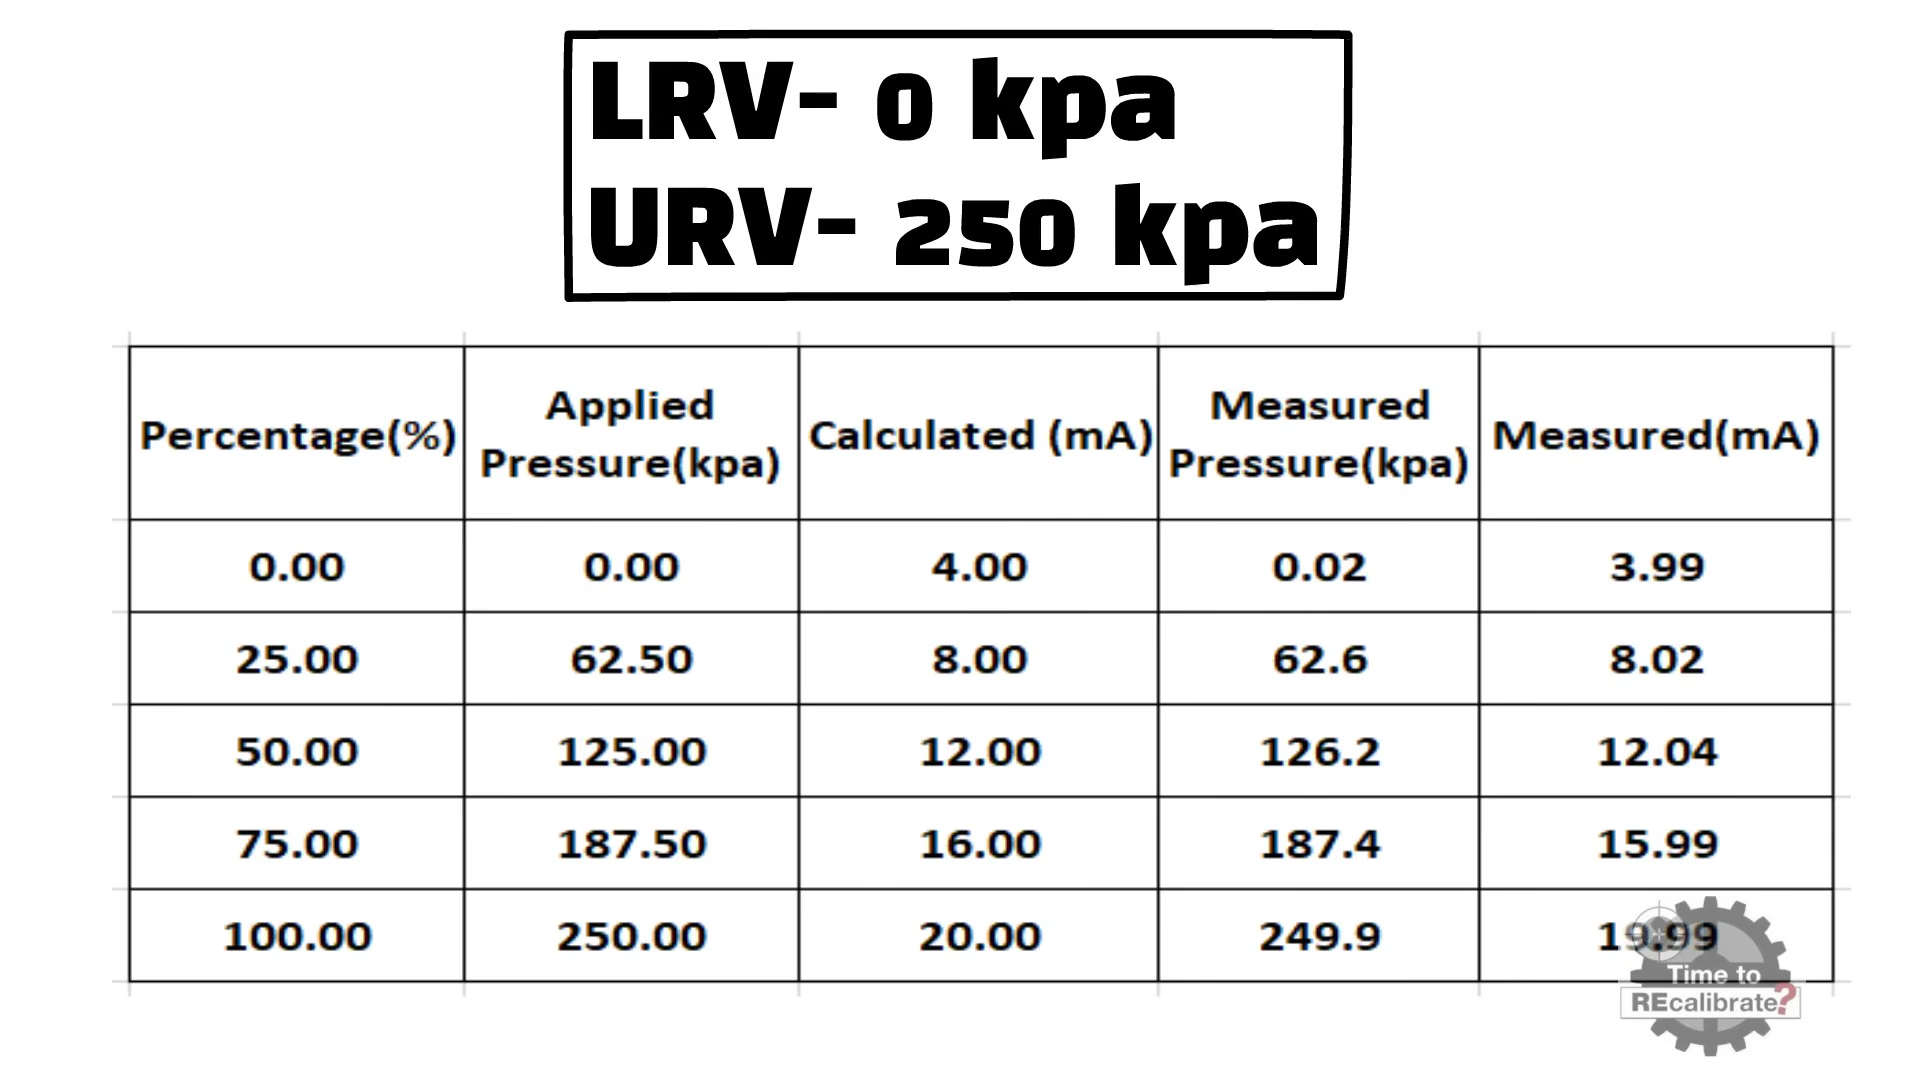 LRV- 0 kpa
URV- 250 kpa
Percentage(%) Applied Pressure(kpa) Calculated (mA) Measured Pressure(kpa) Measured(mA)
0.00 0.00 4.00 0.02 3.99
25.00 62.50 8.00 62.6 8.02
50.00 125.00 12.00 126.2 12.04
75.00 187.50 16.00 187.4 15.99
100.00 250.00 20.00 249.9 19.99
Time to
REcalibrate?